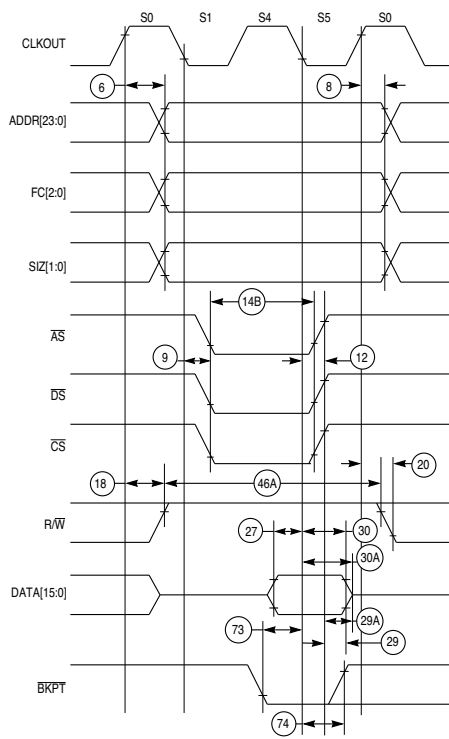 S0 S1 S4 S5 S0
CLKOUT
6 8
ADDR[23:0]
FC[2:0]
SIZ[1:0]
14B
AS
9 12
DS
CS
20
18 46A
R/W
27 30
30A
DATA[15:0]
29A
73 29
BKPT
74